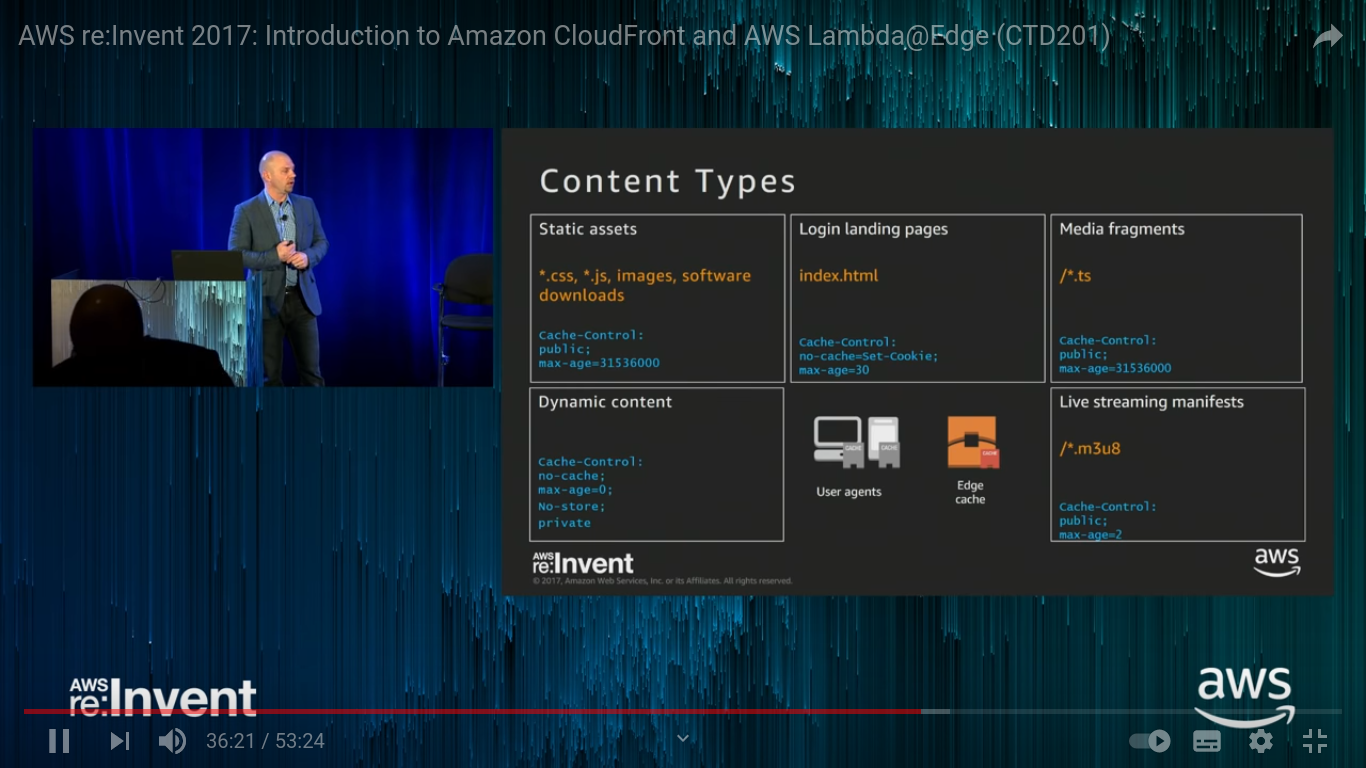 AWS re:Invent 2017: Introduction to Amazon CloudFront and AWS Lambda@Edge (CTD201)
Content Types
Static assets
*.css, *.js, images, software
downloads
Cache-Control:
public;
max-age=31536000
Login landing pages
index.html
Cache-Control:
no-cache=Set-Cookie;
max-age=30
Media fragments
/*.ts
Cache-Control:
public;
max-age=31536000
Dynamic content
Cache-Control:
no-cache;
max-age=0;
No-store;
private
CACHE
CACHE
User agents
CACHE
Edge
cache
Live streaming manifests
/*.m3u8
Cache-Control:
public;
max-age=2
AWS
re:Invent
© 2017, Amazon Web Services, Inc. or its Affiliates. All rights reserved.
aws
AWS
re:Invent
aws
36:21 / 53:24